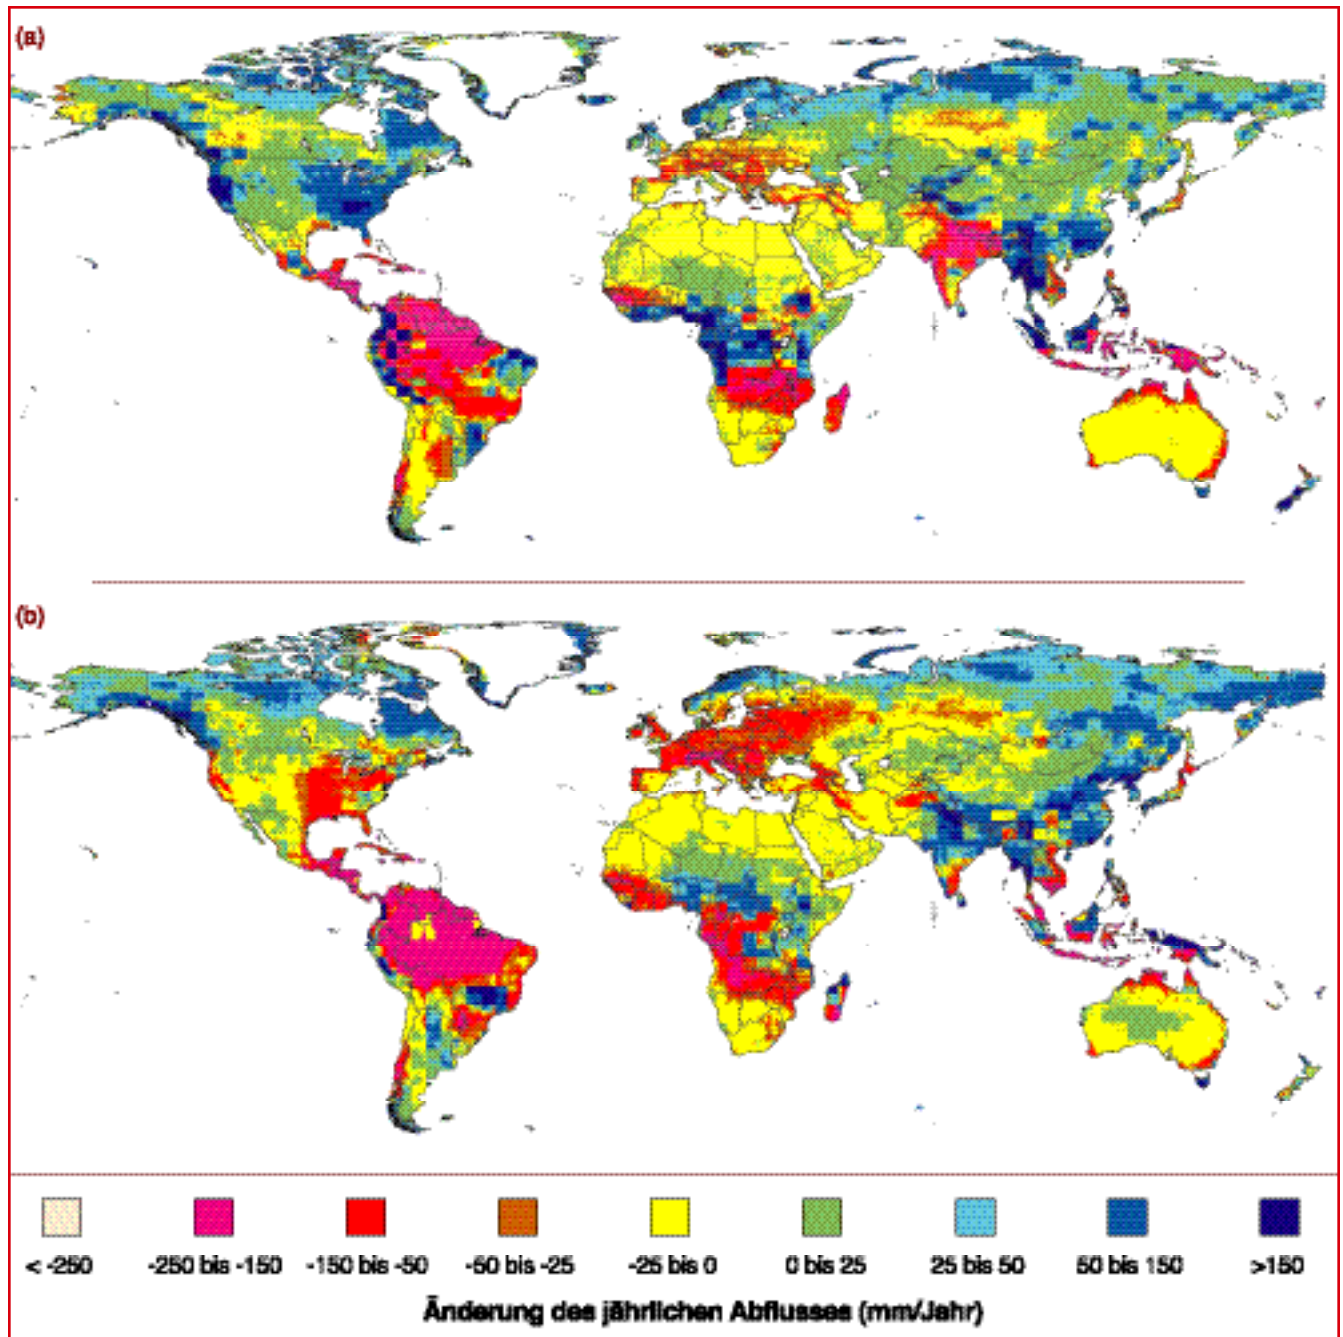 (a)
(b)
< -250
-250 bis -150
-150 bis -50
-50 bis -25
-25 bis 0
0 bis 25
25 bis 50
50 bis 150
>150
Änderung des jährlichen Abflusses (mm/Jahr)